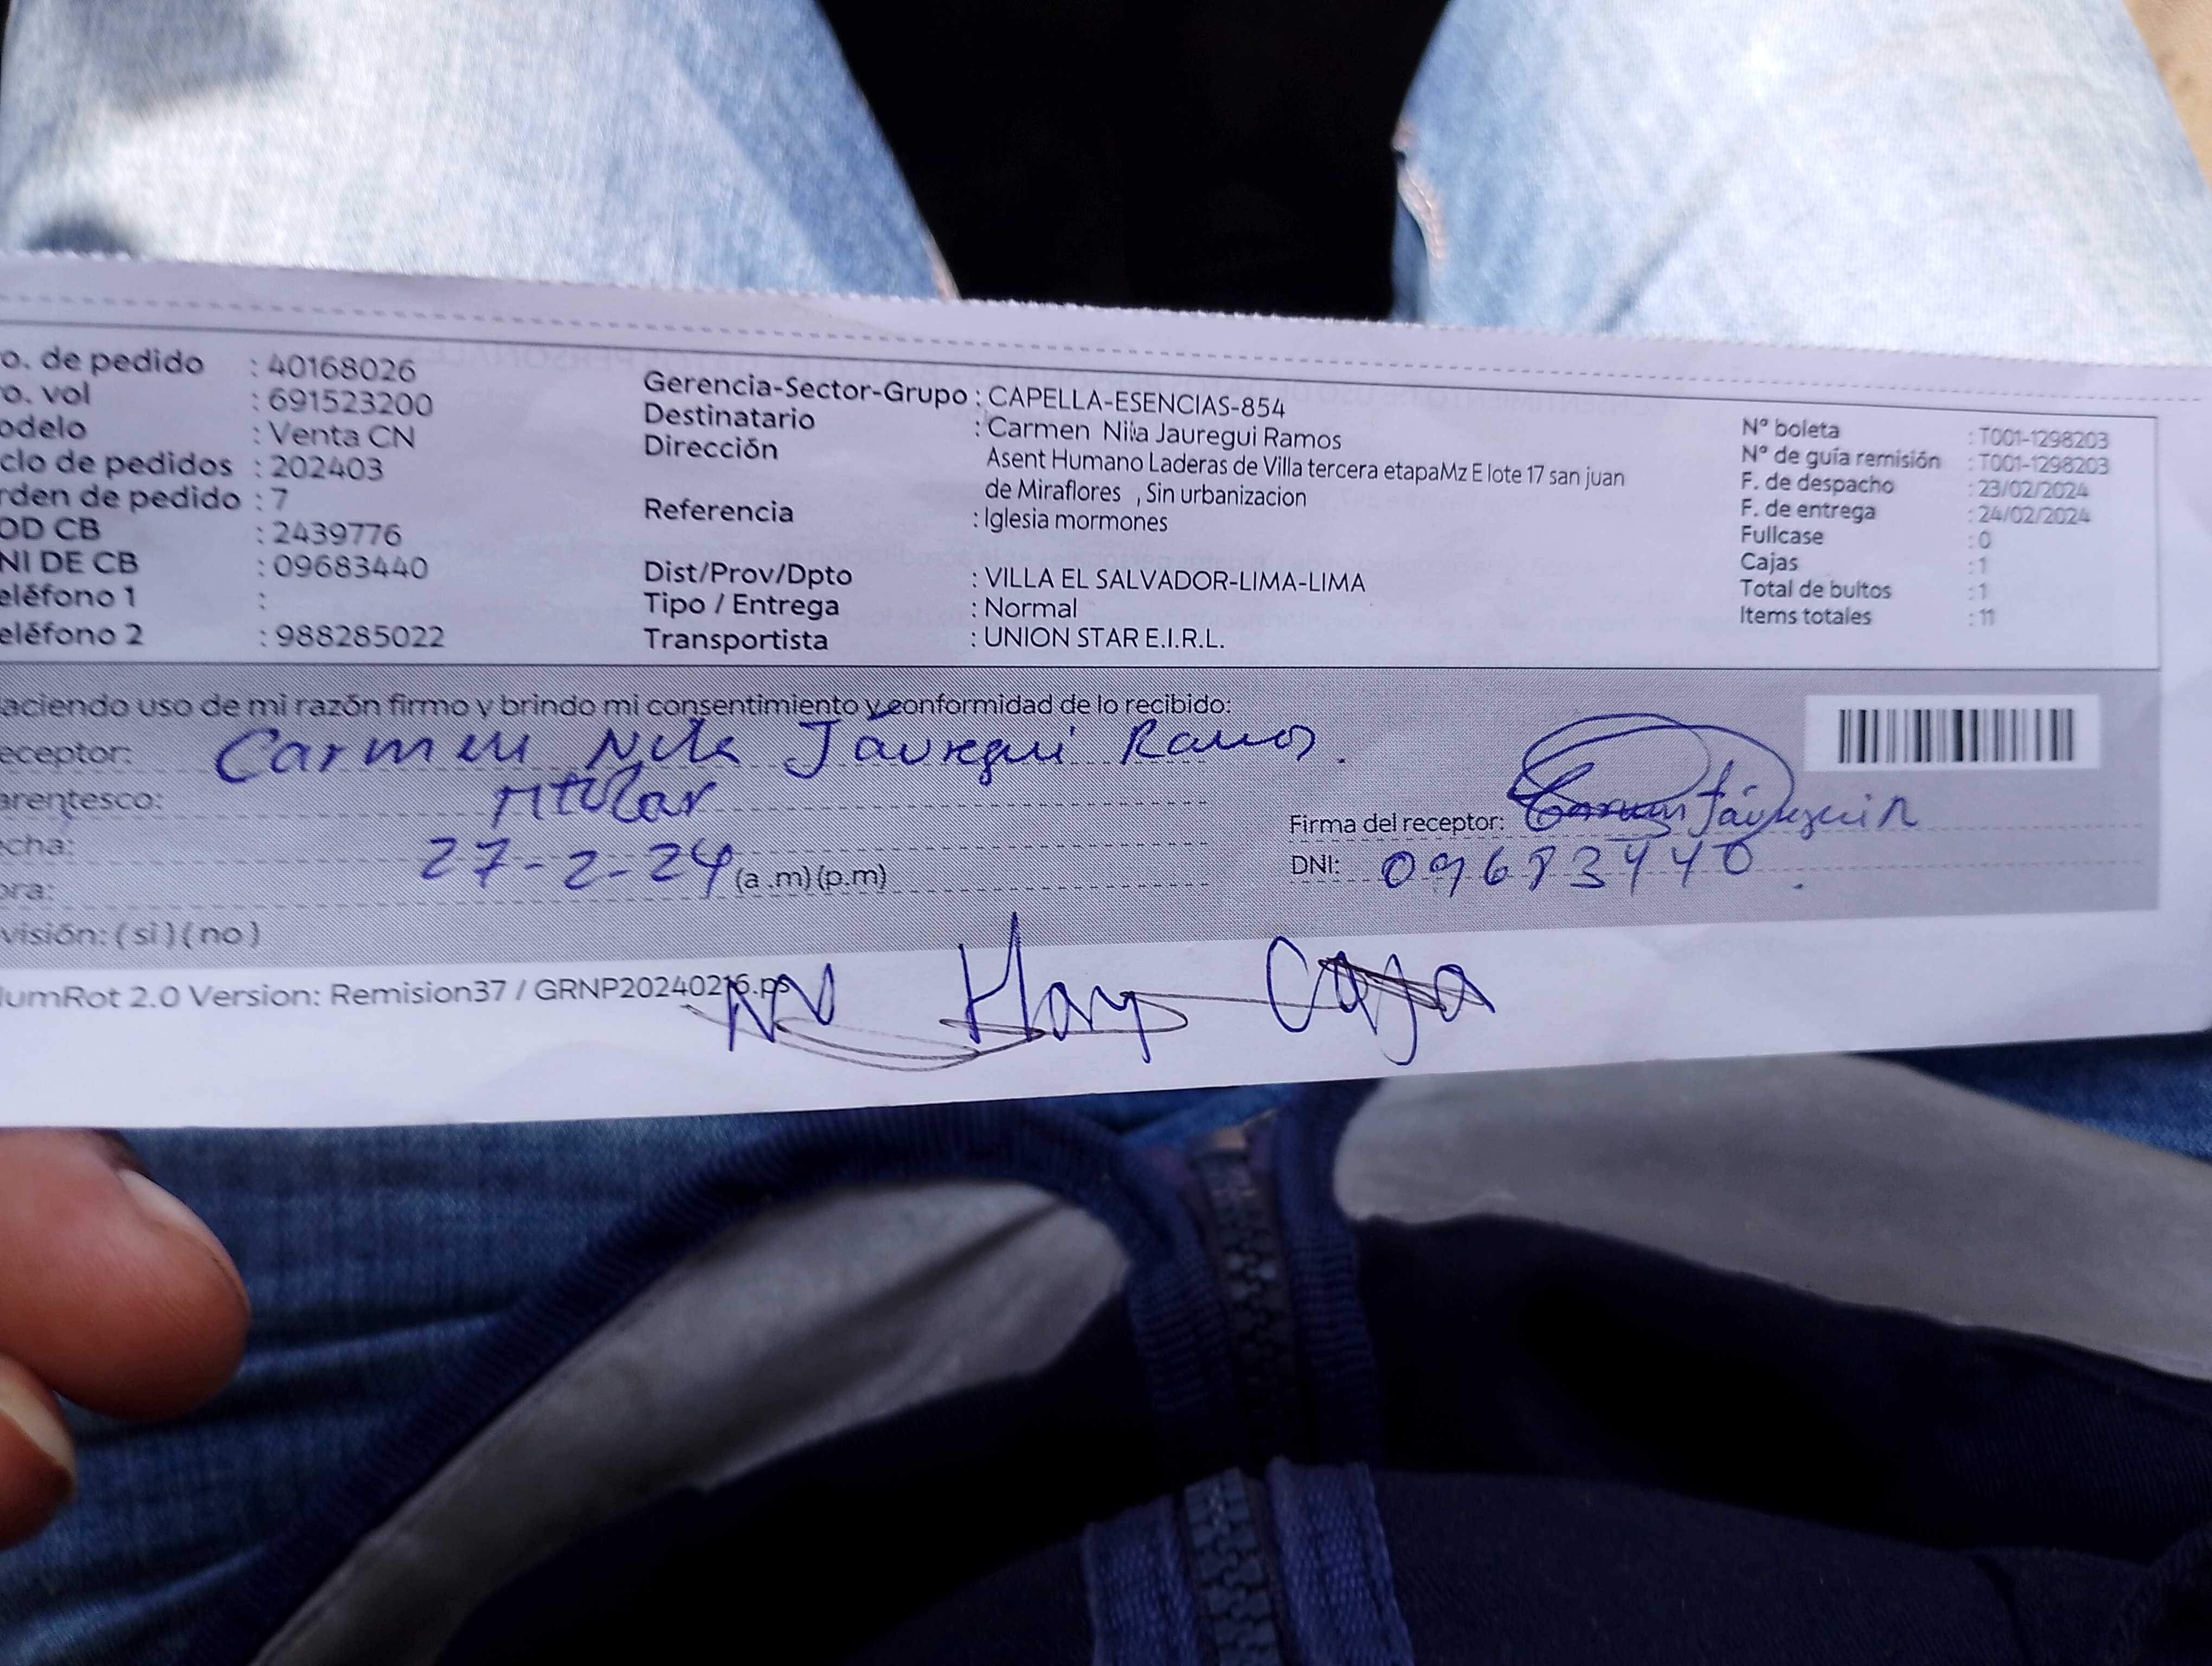 o. de pedido : 40168026
o. vol : 691523200
odelo : Venta CN
clo de pedidos : 202403
rden de pedido : 7
OD CB : 2439776
NI DE CB : 09683440
eléfono 1 :
eléfono 2 : 988285022
Gerencia-Sector-Grupo : CAPELLA-ESENCIAS-854
Destinatario : Carmen Nila Jauregui Ramos
Dirección Asent Humano Laderas de Villa tercera etapaMz E lote 17 san juan
de Miraflores , Sin urbanizacion
Referencia : Iglesia mormones
Dist/Prov/Dpto : VILLA EL SALVADOR-LIMA-LIMA
Tipo / Entrega : Normal
Transportista : UNION STAR E.I.R.L.
N° boleta : T001-1298203
N° de guía remisión : T001-1298203
F. de despacho : 23/02/2024
F. de entrega : 24/02/2024
Fullcase : 0
Cajas : 1
Total de bultos : 1
Items totales : 11
aciendo uso de mi razón firmo y brindo mi consentimiento y conformidad de lo recibido:
eceptor: Carmen Nila Jáuregui Ramos.
arentesco: Titular
echa: 27-2-24
ora: (a .m) (p.m)
visión: ( si ) ( no )
Firma del receptor: Carmen Jáuregui R
DNI: 09683440.
umRot 2.0 Version: Remision37 / GRNP20240216.ps
No Hay Caja